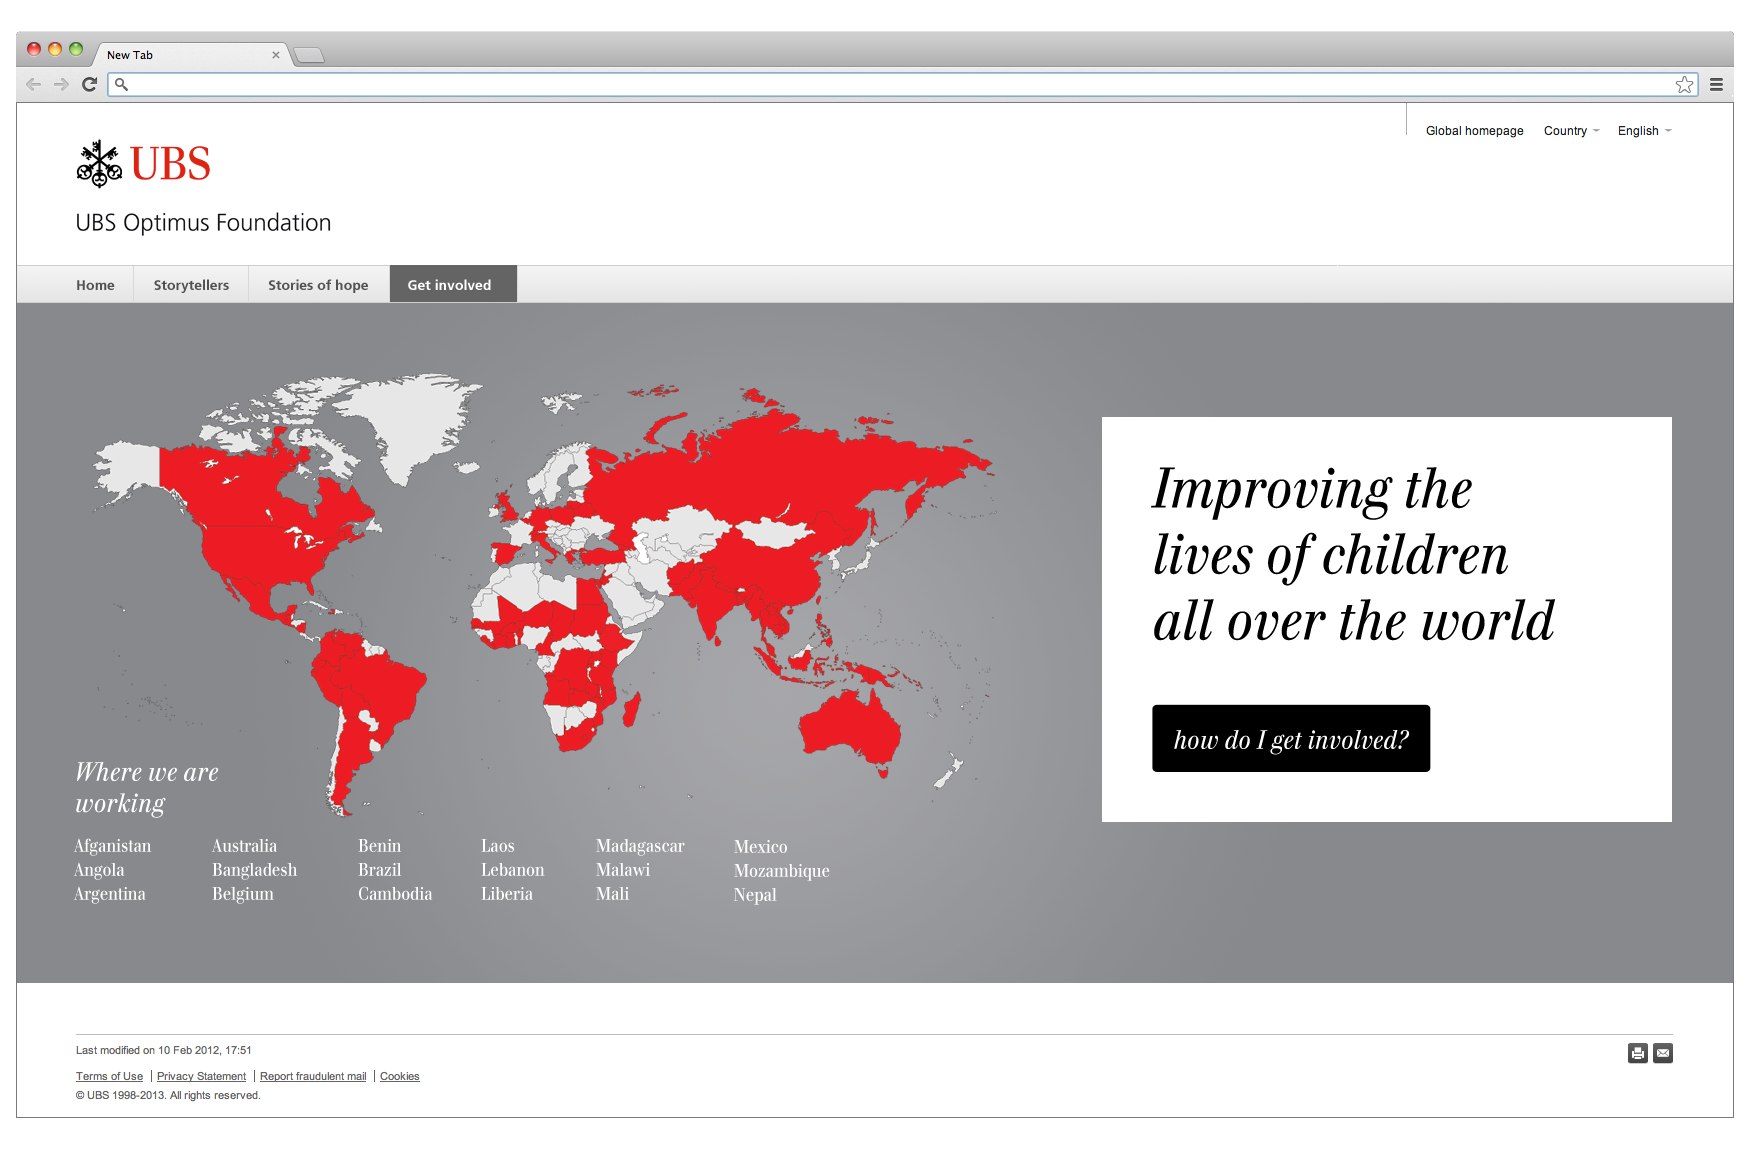 New Tab
Global homepage Country English
UBS
UBS Optimus Foundation
Home Storytellers Stories of hope Get involved
Improving the
lives of children
all over the world
how do I get involved?
Where we are
working
Afganistan Australia Benin Laos Madagascar Mexico
Angola Bangladesh Brazil Lebanon Malawi Mozambique
Argentina Belgium Cambodia Liberia Mali Nepal
Last modified on 10 Feb 2012, 17:51
Terms of Use | Privacy Statement | Report fraudulent mail | Cookies
© UBS 1998-2013. All rights reserved.